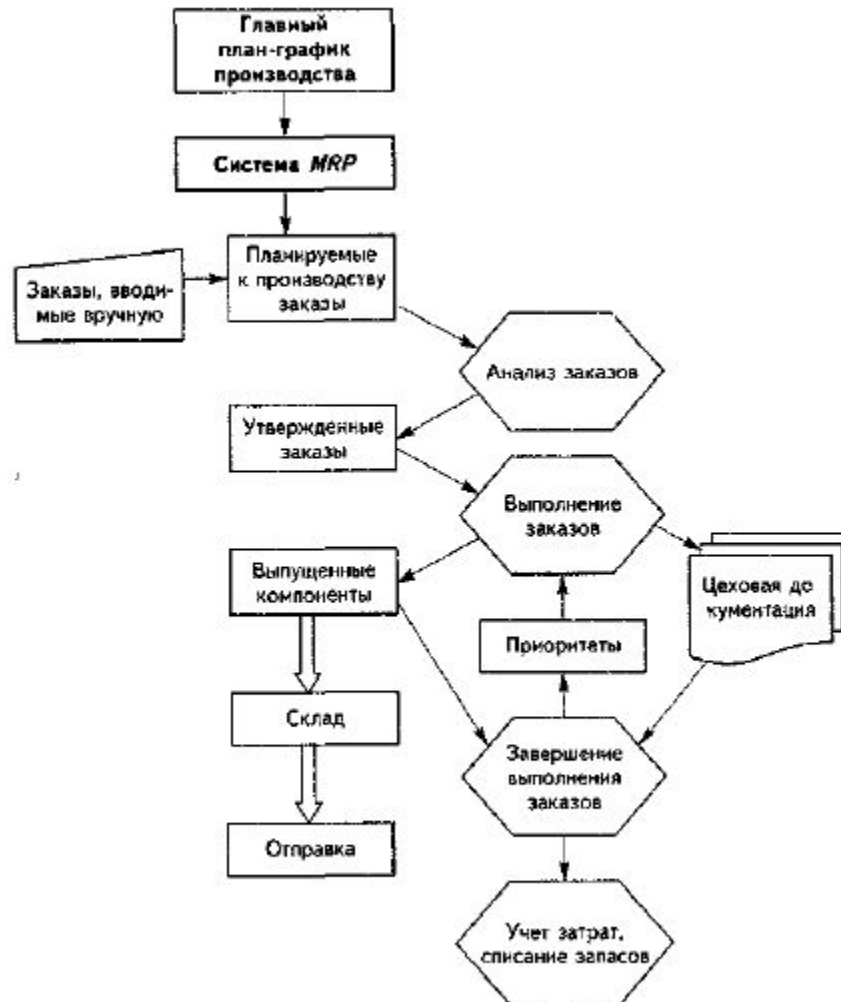 Главный
план-график
производства
Система MRP
Планируемые
к производству
заказы
Заказы, вводи-
мые вручную
Анализ заказов
Утвержденные
заказы
Выполнение
заказов
Выпущенные
компоненты
Цеховая до
кументация
Приоритеты
Склад
Завершение
выполнения
заказов
Отправка
Учет затрат,
списание запасов